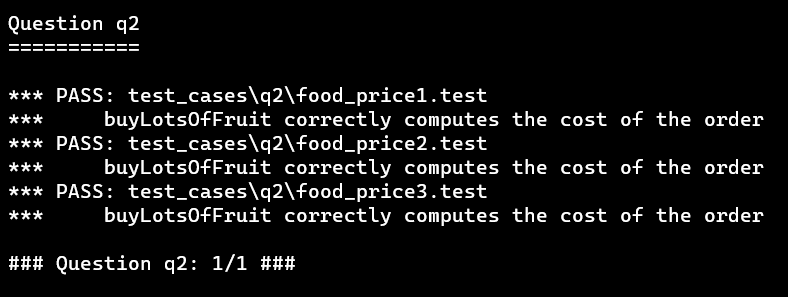 Question q2
===========
*** PASS: test_cases\q2\food_price1.test
***     buyLotsOfFruit correctly computes the cost of the order
*** PASS: test_cases\q2\food_price2.test
***     buyLotsOfFruit correctly computes the cost of the order
*** PASS: test_cases\q2\food_price3.test
***     buyLotsOfFruit correctly computes the cost of the order
### Question q2: 1/1 ###